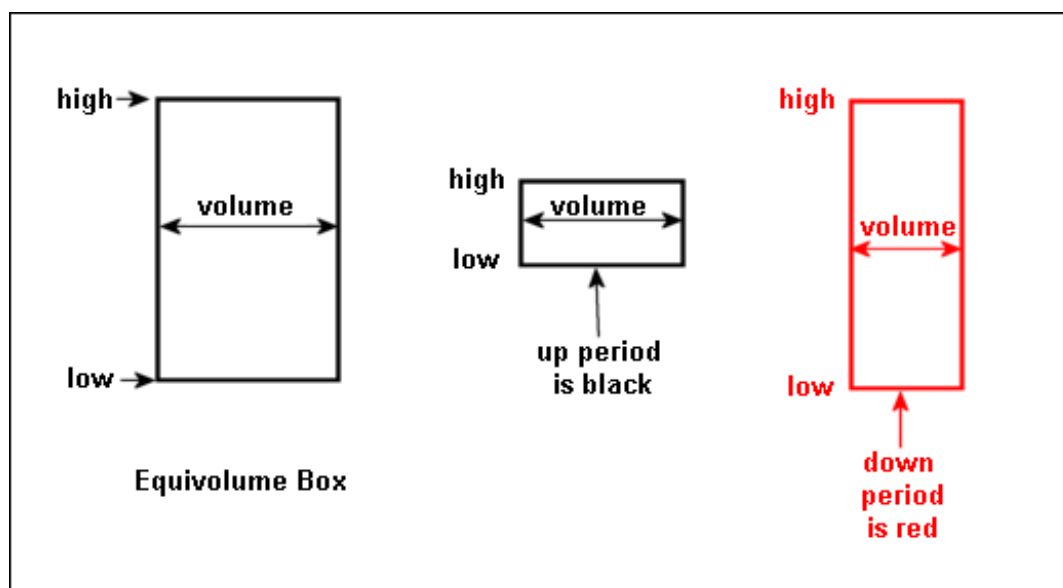 high
volume
low
Equivolume Box
high
volume
low
up period
is black
high
volume
low
down
period
is red